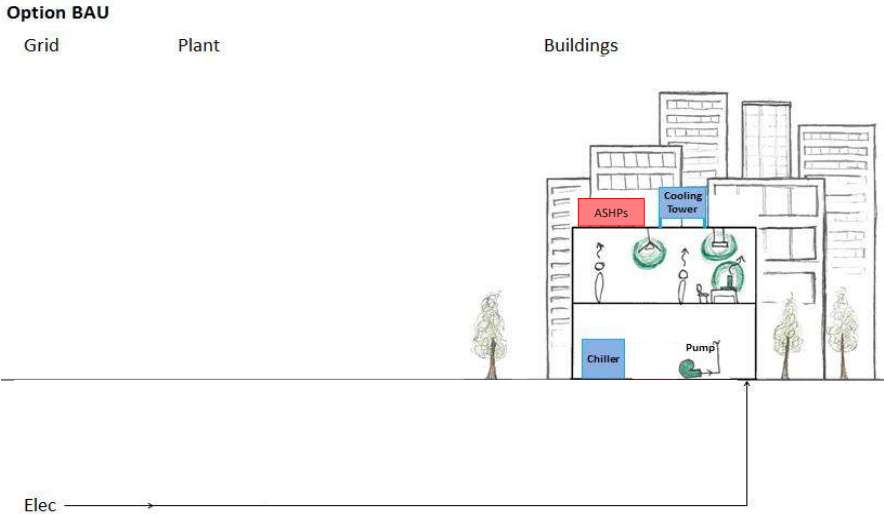 Option BAU
Grid
Plant
Buildings
Cooling
Tower
ASHPs
Pump
Chiller
Elec